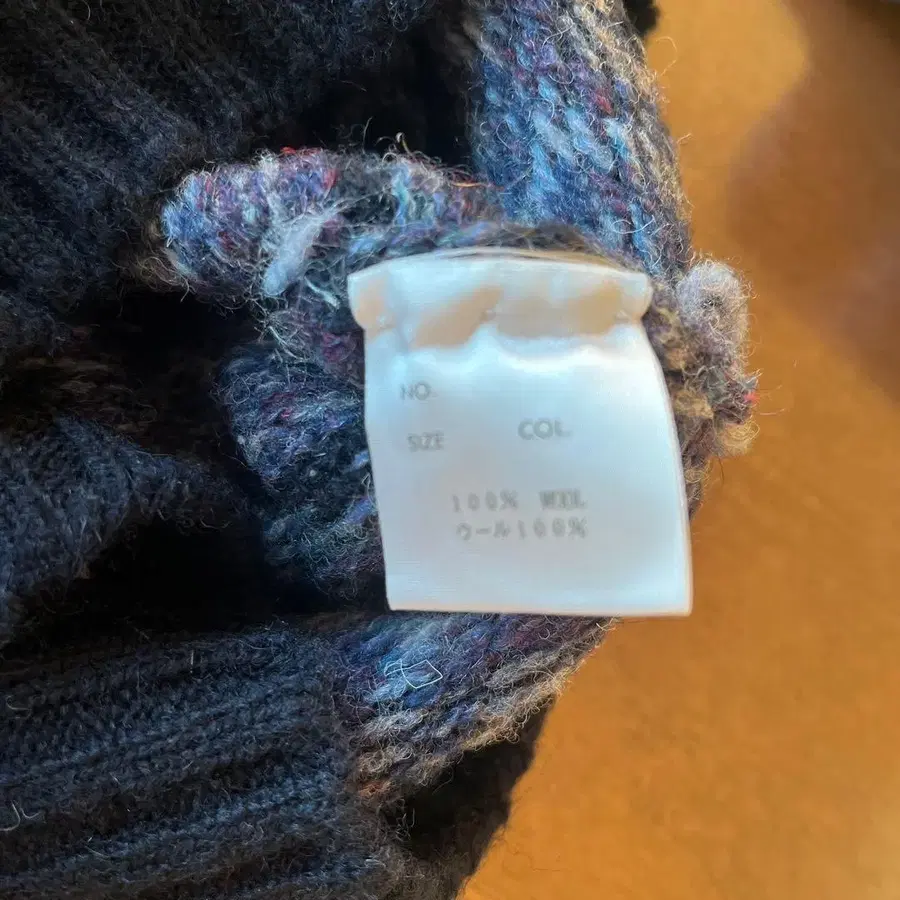 NO.
SIZE COL.
100% WOOL
ウール100%